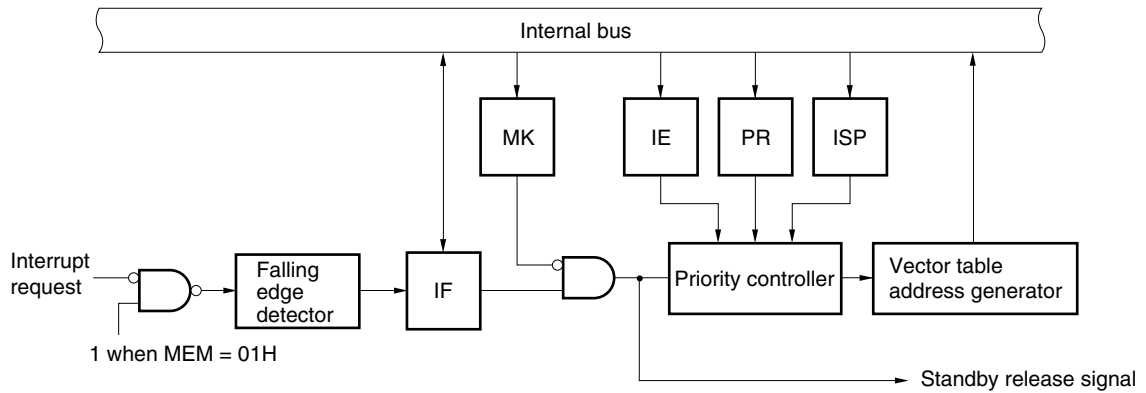 Internal bus
MK
IE
PR
ISP
Interrupt
request
Falling
edge
detector
IF
Priority controller
Vector table
address generator
1 when MEM = 01H
Standby release signal